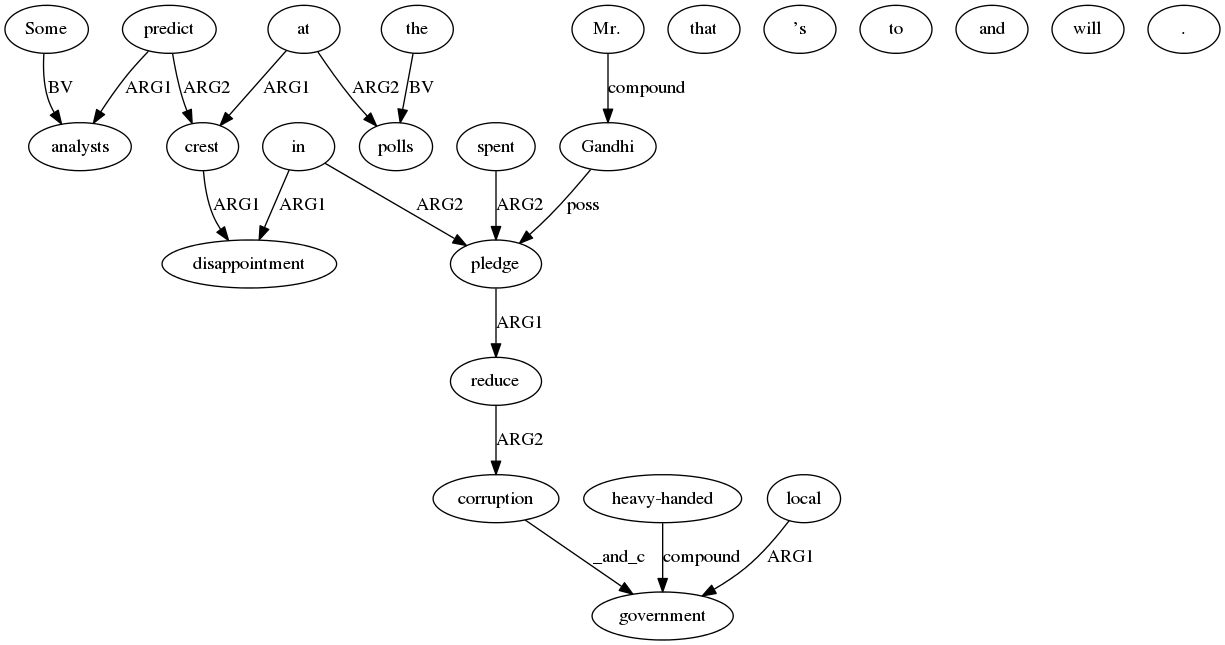 Some predict at the Mr. that ’s to and will .
BV ARG1 ARG2 ARG1 ARG2 BV compound
analysts crest in polls spent Gandhi
ARG1 ARG1 ARG2 ARG2 poss
disappointment pledge
ARG1
reduce
ARG2
corruption heavy-handed local
_and_c compound ARG1
government